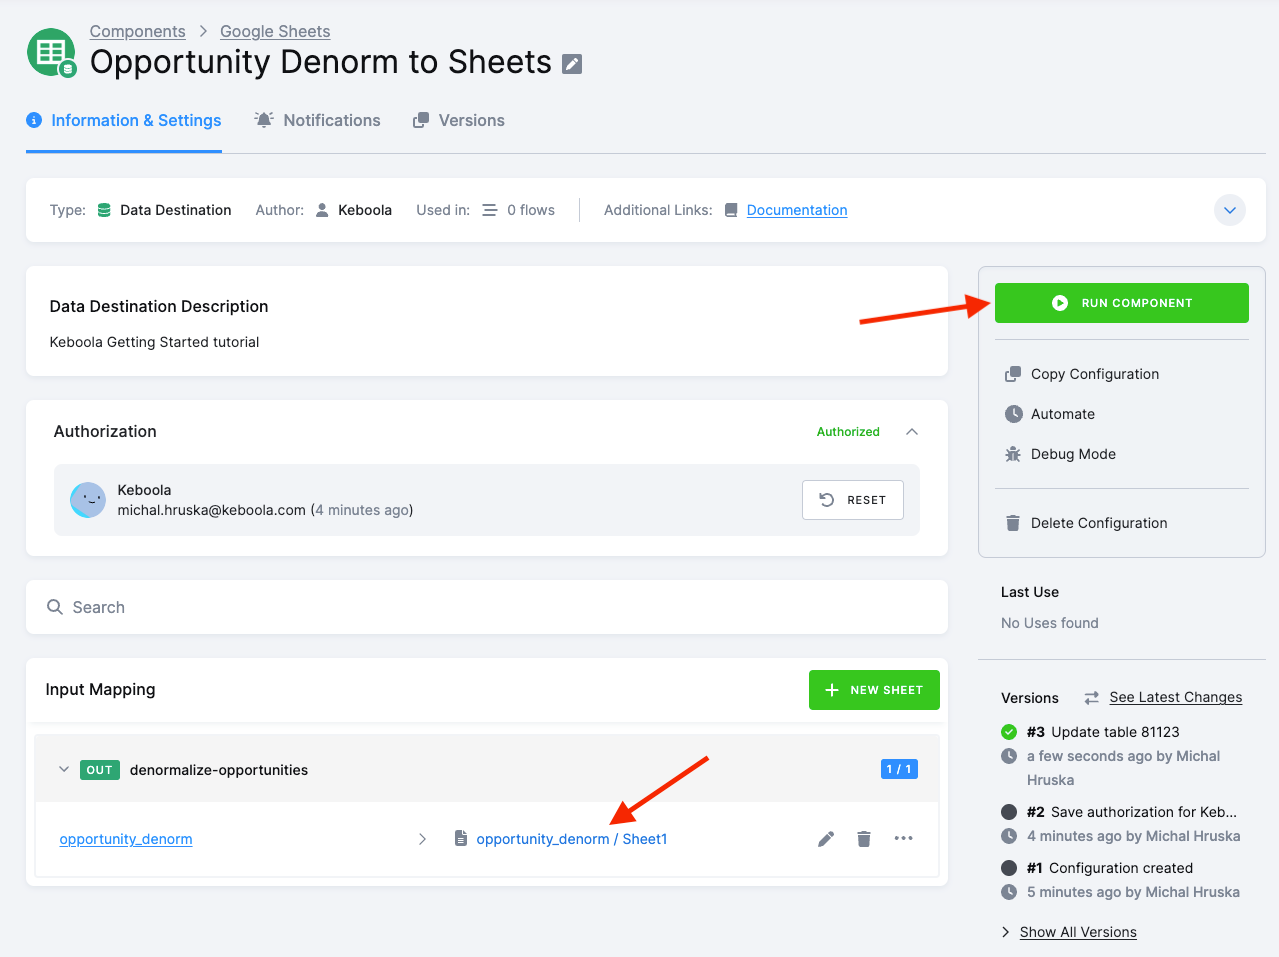 Components > Google Sheets
Opportunity Denorm to Sheets
Information & Settings Notifications Versions
Type: Data Destination Author: Keboola Used in: 0 flows Additional Links: Documentation
Data Destination Description
Keboola Getting Started tutorial
Authorization Authorized
Keboola
michal.hruska@keboola.com (4 minutes ago)
RESET
Search
Input Mapping
NEW SHEET
OUT denormalize-opportunities 1 / 1
opportunity_denorm > opportunity_denorm / Sheet1
RUN COMPONENT
Copy Configuration
Automate
Debug Mode
Delete Configuration
Last Use
No Uses found
Versions See Latest Changes
#3 Update table 81123
a few seconds ago by Michal
Hruska
#2 Save authorization for Keb...
4 minutes ago by Michal Hruska
#1 Configuration created
5 minutes ago by Michal Hruska
Show All Versions